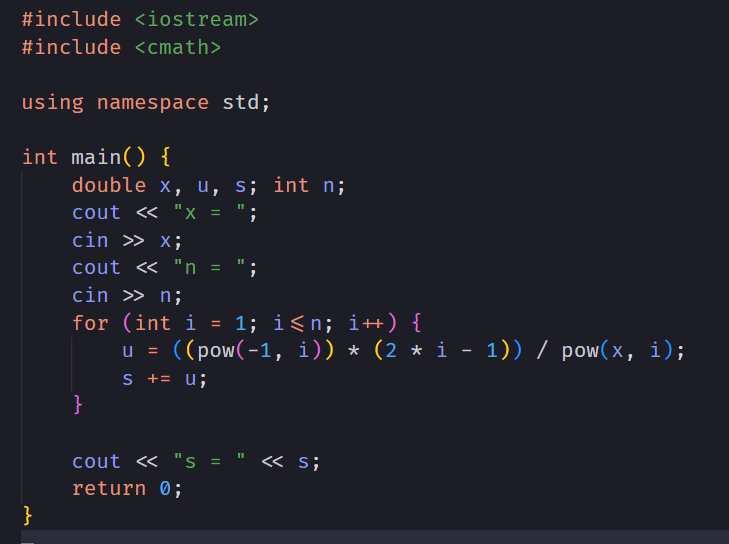 #include <iostream>
#include <cmath>
using namespace std;
int main() {
double x, u, s; int n;
cout << "x = ";
cin >> x;
cout << "n = ";
cin >> n;
for (int i = 1; i<=n; i++) {
u = ((pow(-1, i)) * (2 * i - 1)) / pow(x, i);
s += u;
}
cout << "s = " << s;
return 0;
}